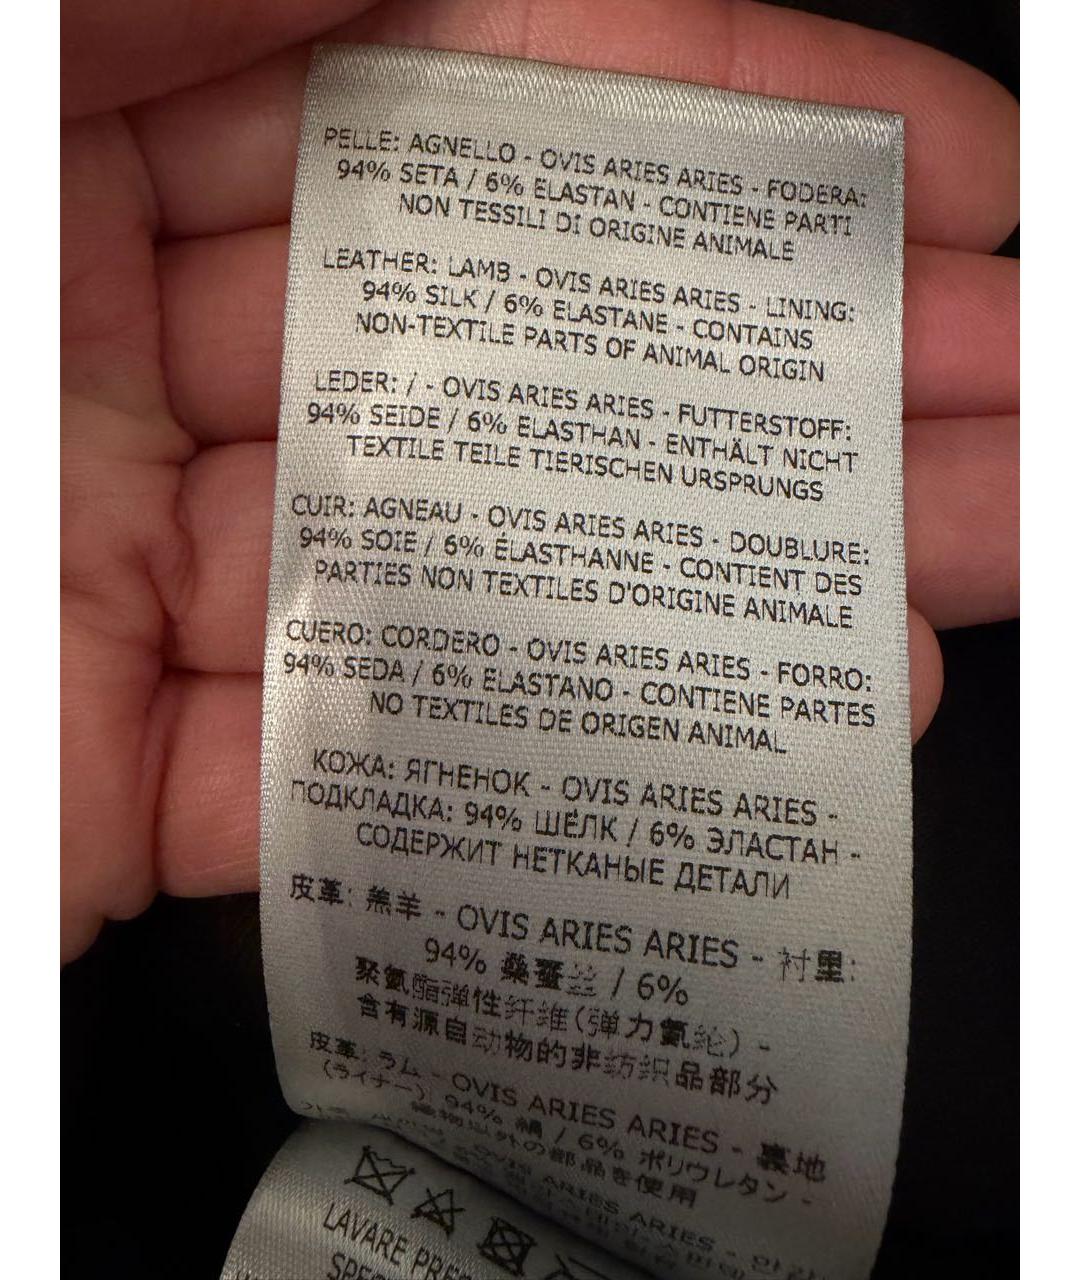 PELLE: AGNELLO - OVIS ARIES ARIES - FODERA:
94% SETA / 6% ELASTAN - CONTIENE PARTI
NON TESSILI DI ORIGINE ANIMALE
LEATHER: LAMB - OVIS ARIES ARIES - LINING:
94% SILK / 6% ELASTANE - CONTAINS
NON-TEXTILE PARTS OF ANIMAL ORIGIN
LEDER: / - OVIS ARIES ARIES - FUTTERSTOFF:
94% SEIDE / 6% ELASTHAN - ENTHÄLT NICHT
TEXTILE TEILE TIERISCHEN URSPRUNGS
CUIR: AGNEAU - OVIS ARIES ARIES - DOUBLURE:
94% SOIE / 6% ÉLASTHANNE - CONTIENT DES
PARTIES NON TEXTILES D'ORIGINE ANIMALE
CUERO: CORDERO - OVIS ARIES ARIES - FORRO:
94% SEDA / 6% ELASTANO - CONTIENE PARTES
NO TEXTILES DE ORIGEN ANIMAL
КОЖА: ЯГНЕНОК - OVIS ARIES ARIES -
ПОДКЛАДКА: 94% ШЁЛК / 6% ЭЛАСТАН -
СОДЕРЖИТ НЕТКАНЫЕ ДЕТАЛИ
皮革: 羔羊 - OVIS ARIES ARIES - 衬里:
94% 桑蚕丝 / 6%
聚氨酯弹性纤维(弹力氨纶) -
含有源自动物的非纺织品部分
皮革: ラム - OVIS ARIES ARIES - 裏地
(ライナー): 94% 絹 / 6% ポリウレタン -
以外の部品を使用
OVIS ARIES ARIES -
LAVARE